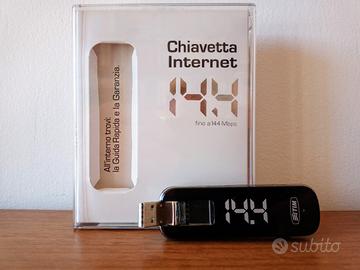 Chiavetta
Internet
14.4
fino a 14.4 Mbps
All'interno trovi:
la Guida Rapida e la Garanzia.
14.4
subito